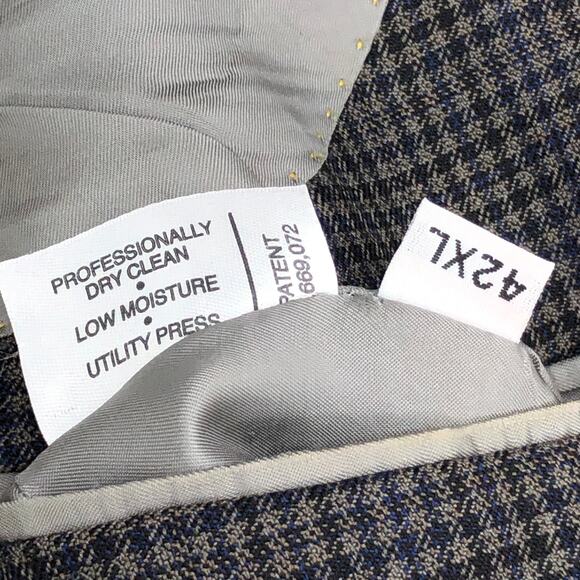 PROFESSIONALLY
DRY CLEAN
•
LOW MOISTURE
•
UTILITY PRESS
PATENT
669,072
42XL